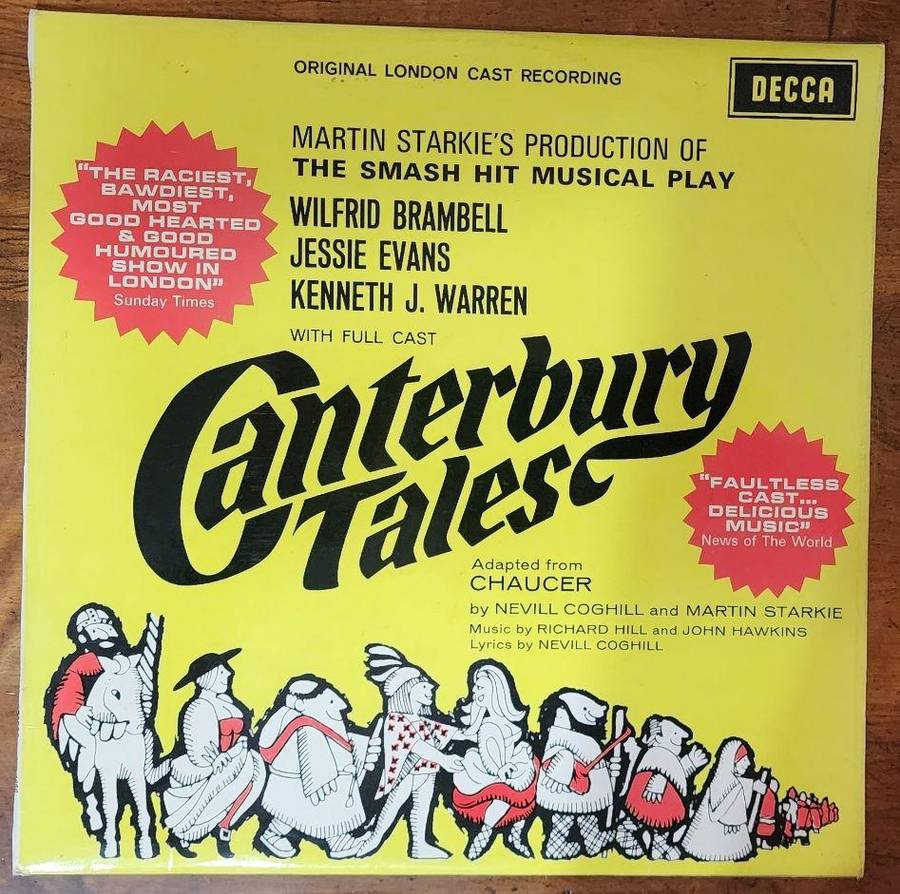 ORIGINAL LONDON CAST RECORDING
DECCA
MARTIN STARKIE'S PRODUCTION OF
THE SMASH HIT MUSICAL PLAY
WILFRID BRAMBELL
JESSIE EVANS
KENNETH J. WARREN
WITH FULL CAST
"THE RACIEST,
BAWDIEST,
MOST
GOOD HEARTED
& GOOD
HUMOURED
SHOW IN
LONDON"
Sunday Times
Canterbury
Tales
"FAULTLESS
CAST...
DELICIOUS
MUSIC"
News of The World
Adapted from
CHAUCER
by NEVILL COGHILL and MARTIN STARKIE
Music by RICHARD HILL and JOHN HAWKINS
Lyrics by NEVILL COGHILL